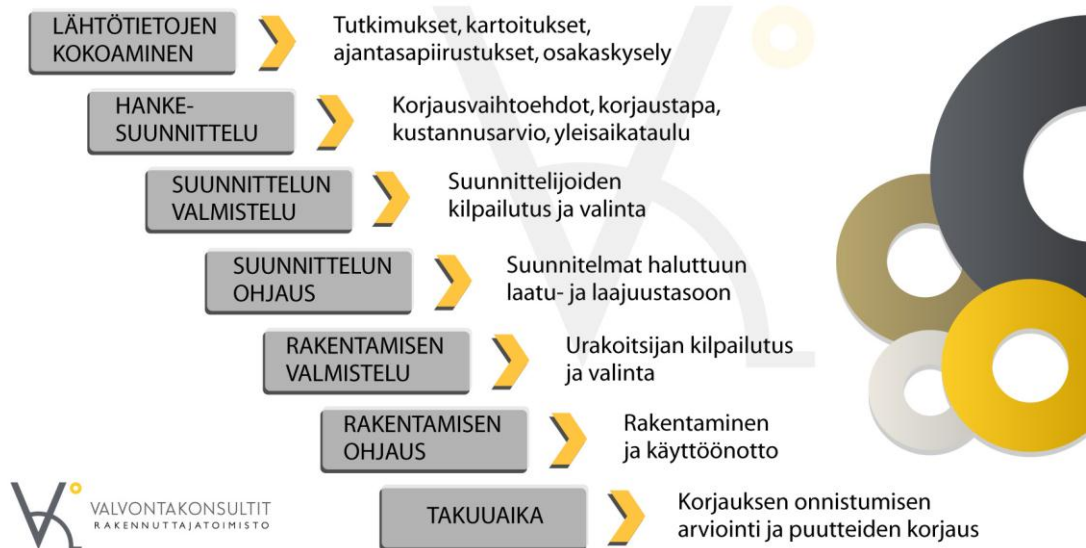 LÄHTÖTIETOJEN
KOKOAMINEN
Tutkimukset, kartoitukset,
ajantasapiirustukset, osakaskysely
HANKE-
SUUNNITTELU
Korjausvaihtoehdot, korjaustapa,
kustannusarvio, yleisaikataulu
SUUNNITTELUN
VALMISTELU
Suunnittelijoiden
kilpailutus ja valinta
SUUNNITTELUN
OHJAUS
Suunnitelmat haluttuun
laatu- ja laajuustasoon
RAKENTAMISEN
VALMISTELU
Urakoitsijan kilpailutus
ja valinta
RAKENTAMISEN
OHJAUS
Rakentaminen
ja käyttöönotto
TAKUUAIKA
Korjauksen onnistumisen
arviointi ja puutteiden korjaus
VALVONTAKONSULTIT
RAKENNUTTAJATOIMISTO